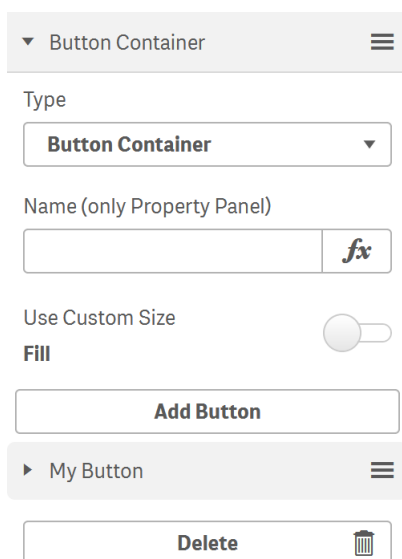 Button Container
Type
Button Container
Name (only Property Panel)
fx
Use Custom Size
Fill
Add Button
My Button
Delete